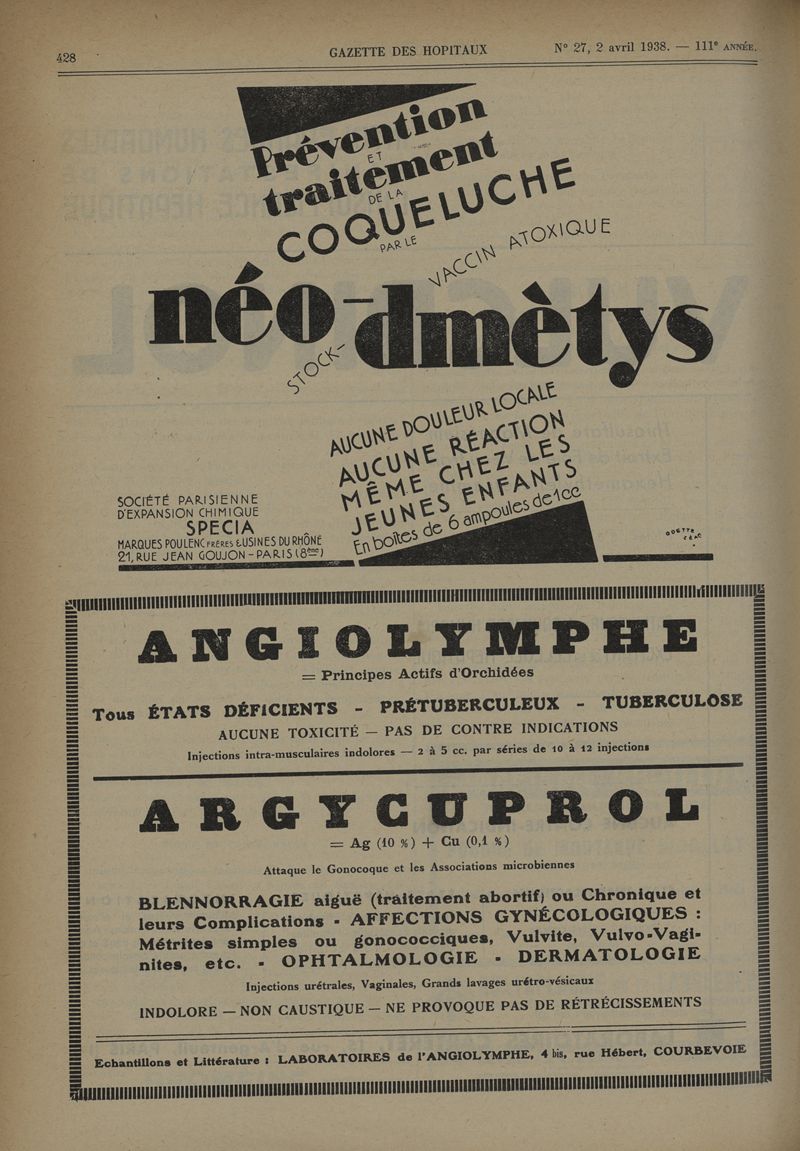 428
GAZETTE DES HOPITAUX
N° 27, 2 avril 1938. — 111e ANNÉE.
Prévention
ET
traitement
DE LA
COQUELUCHE
PAR LE
VACCIN ATOXIQUE
STOCK-
néo-dmètys
AUCUNE DOULEUR LOCALE
AUCUNE RÉACTION
MÊME CHEZ LES
JEUNES ENFANTS
En boîtes de 6 ampoules de 1cc
SOCIÉTÉ PARISIENNE
D'EXPANSION CHIMIQUE
SPECIA
MARQUES POULENC FRÈRES & USINES DU RHÔNE
21, RUE JEAN GOUJON - PARIS (8ème)
ANGIOLYMPHE
= Principes Actifs d'Orchidées
Tous ÉTATS DÉFICIENTS - PRÉTUBERCULEUX - TUBERCULOSE
AUCUNE TOXICITÉ — PAS DE CONTRE INDICATIONS
Injections intra-musculaires indolores — 2 à 5 cc. par séries de 10 à 12 injections
ARGYCUPROL
= Ag (10 %) + Cu (0,1 %)
Attaque le Gonocoque et les Associations microbiennes
BLENNORRAGIE aiguë (traitement abortif) ou Chronique et
leurs Complications - AFFECTIONS GYNÉCOLOGIQUES :
Métrites simples ou gonococciques, Vulvite, Vulvo-Vagi-
nites, etc. - OPHTALMOLOGIE - DERMATOLOGIE
Injections urétrales, Vaginales, Grands lavages urétro-vésicaux
INDOLORE — NON CAUSTIQUE — NE PROVOQUE PAS DE RÉTRÉCISSEMENTS
Echantillons et Littérature : LABORATOIRES de l'ANGIOLYMPHE, 4 bis, rue Hébert, COURBEVOIE